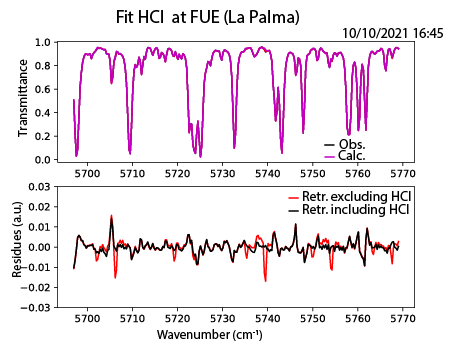 Fit HCl at FUE (La Palma)
10/10/2021 16:45
Transmittance
1.0
0.8
0.6
0.4
0.2
0.0
Obs.
Calc.
5700 5710 5720 5730 5740 5750 5760 5770
Residues (a.u.)
0.03
0.02
0.01
0.00
−0.01
−0.02
−0.03
Retr. excluding HCl
Retr. including HCl
5700 5710 5720 5730 5740 5750 5760 5770
Wavenumber (cm⁻¹)